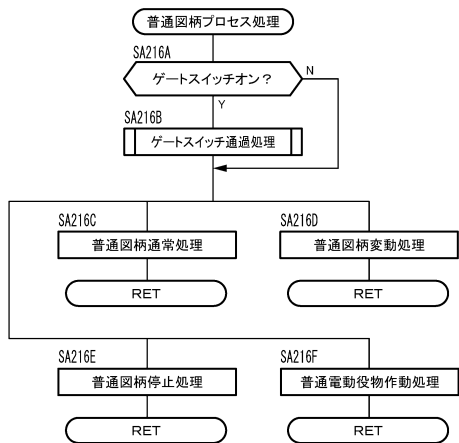 普通図柄プロセス処理
SA216A
ゲートスイッチオン？
N
Y
SA216B
ゲートスイッチ通過処理
SA216C
普通図柄通常処理
RET
SA216D
普通図柄変動処理
RET
SA216E
普通図柄停止処理
RET
SA216F
普通電動役物作動処理
RET